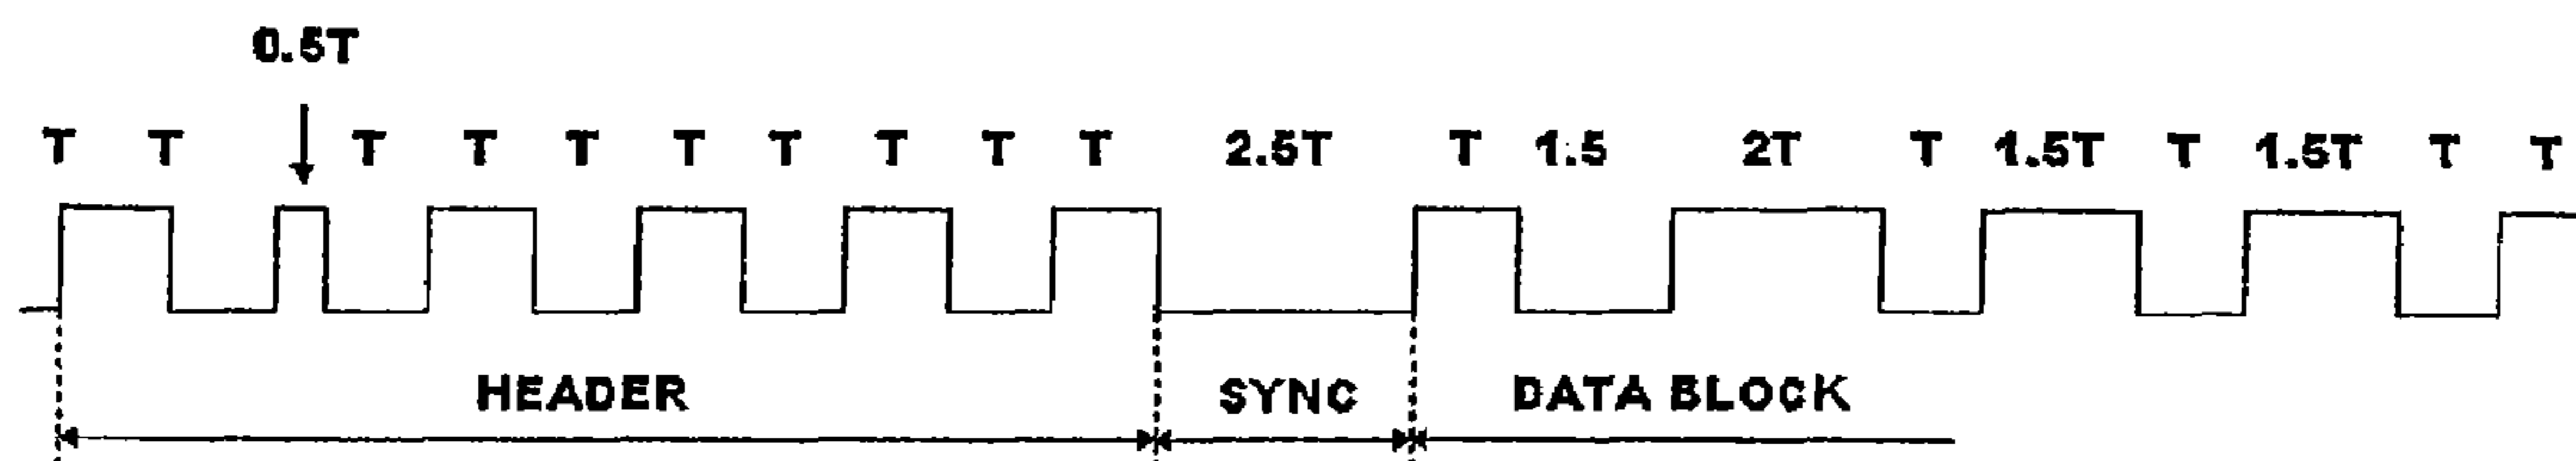 0.5T
T T T T T T T T T T 2.5T T 1.5 2T T 1.5T T 1.5T T T
HEADER SYNC DATA BLOCK